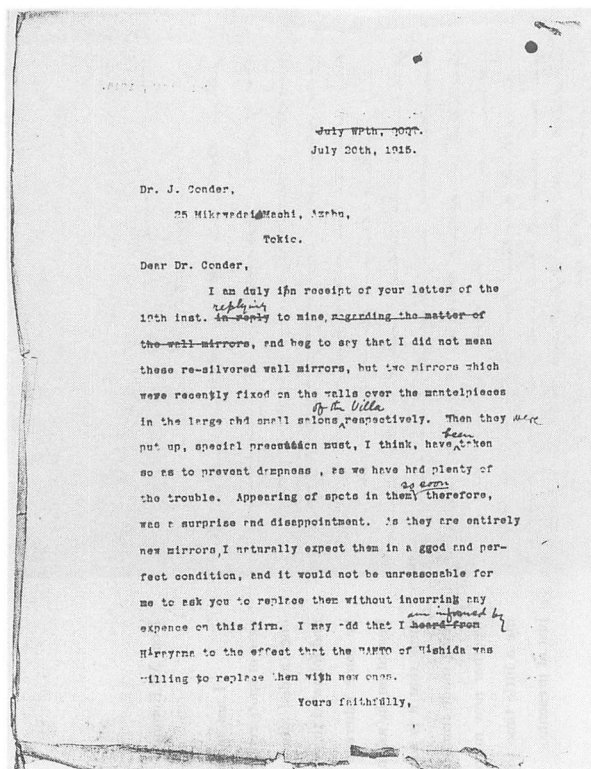 July 20th, 1915.
Dr. J. Conder,
25 Mikawadai Machi, Azabu,
Tokio.
Dear Dr. Conder,
I am duly in receipt of your letter of the
replying
19th inst. in reply to mine, regarding the matter of
the wall mirrors, and beg to say that I did not mean
these re-silvered wall mirrors, but two mirrors which
were recently fixed on the walls over the mantelpieces
of the Villa
in the large and small salons respectively. Then they were
been
put up, special precaution must, I think, have taken
so as to prevent dampness , as we have had plenty of
so soon
the trouble. Appearing of spots in them therefore,
was a surprise and disappointment. As they are entirely
new mirrors, I naturally expect them in a ggod and per-
fect condition, and it would not be unreasonable for
me to ask you to replace them without incurring any
am informed by
expence on this firm. I may add that I heard from
Hirayama to the effect that the BANTO of Nishida was
willing to replace them with new ones.
Yours faithfully,